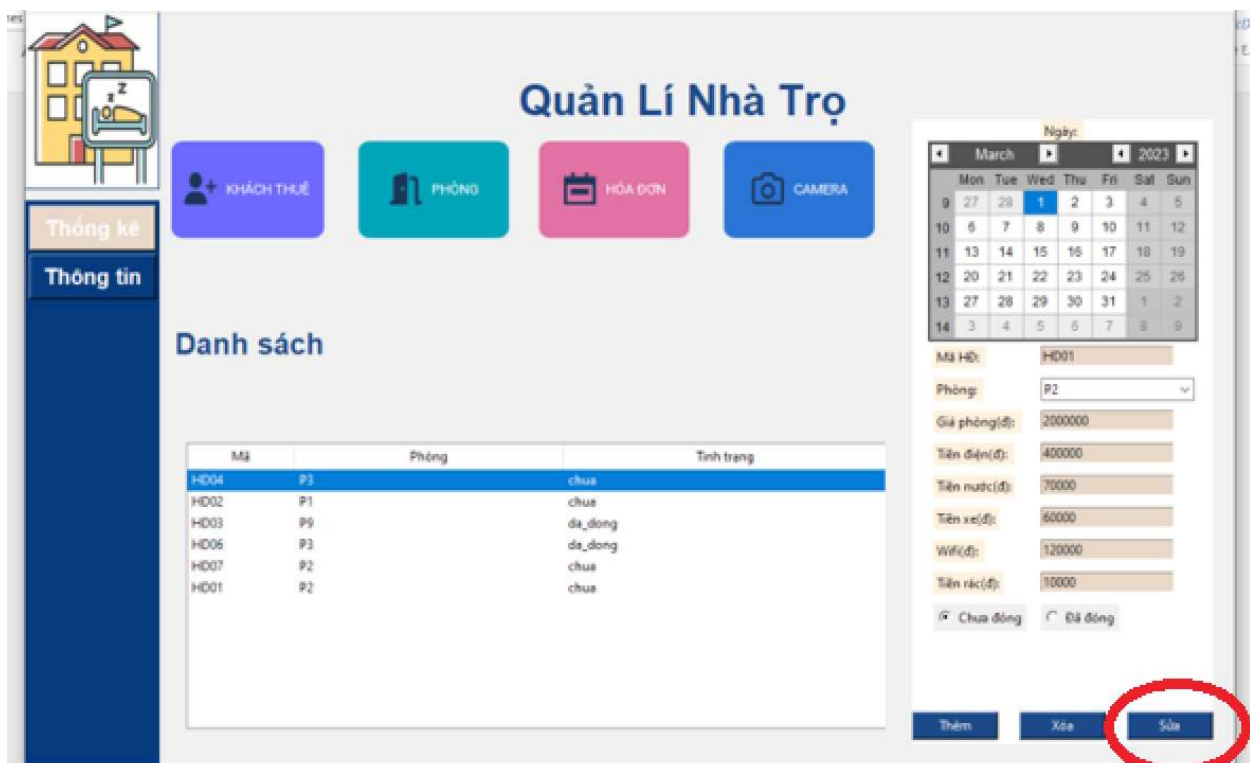 z z
Quản Lí Nhà Trọ
KHÁCH THUÊ
PHÒNG
HÓA ĐƠN
CAMERA
Thống kê
Thông tin
Danh sách
Mã Phòng Tình trạng
HD04 P3 chua
HD02 P1 chua
HD03 P9 da_dong
HD06 P3 da_dong
HD07 P2 chua
HD01 P2 chua
Ngày:
March 2023
Mon Tue Wed Thu Fri Sat Sun
9 27 28 1 2 3 4 5
10 6 7 8 9 10 11 12
11 13 14 15 16 17 18 19
12 20 21 22 23 24 25 26
13 27 28 29 30 31 1 2
14 3 4 5 6 7 8 9
Mã HĐ: HD01
Phòng: P2
Giá phòng(đ): 2000000
Tiền điện(đ): 400000
Tiền nước(đ): 70000
Tiền xe(đ): 60000
Wifi(đ): 120000
Tiền rác(đ): 10000
Chưa đóng Đã đóng
Thêm Xóa Sửa